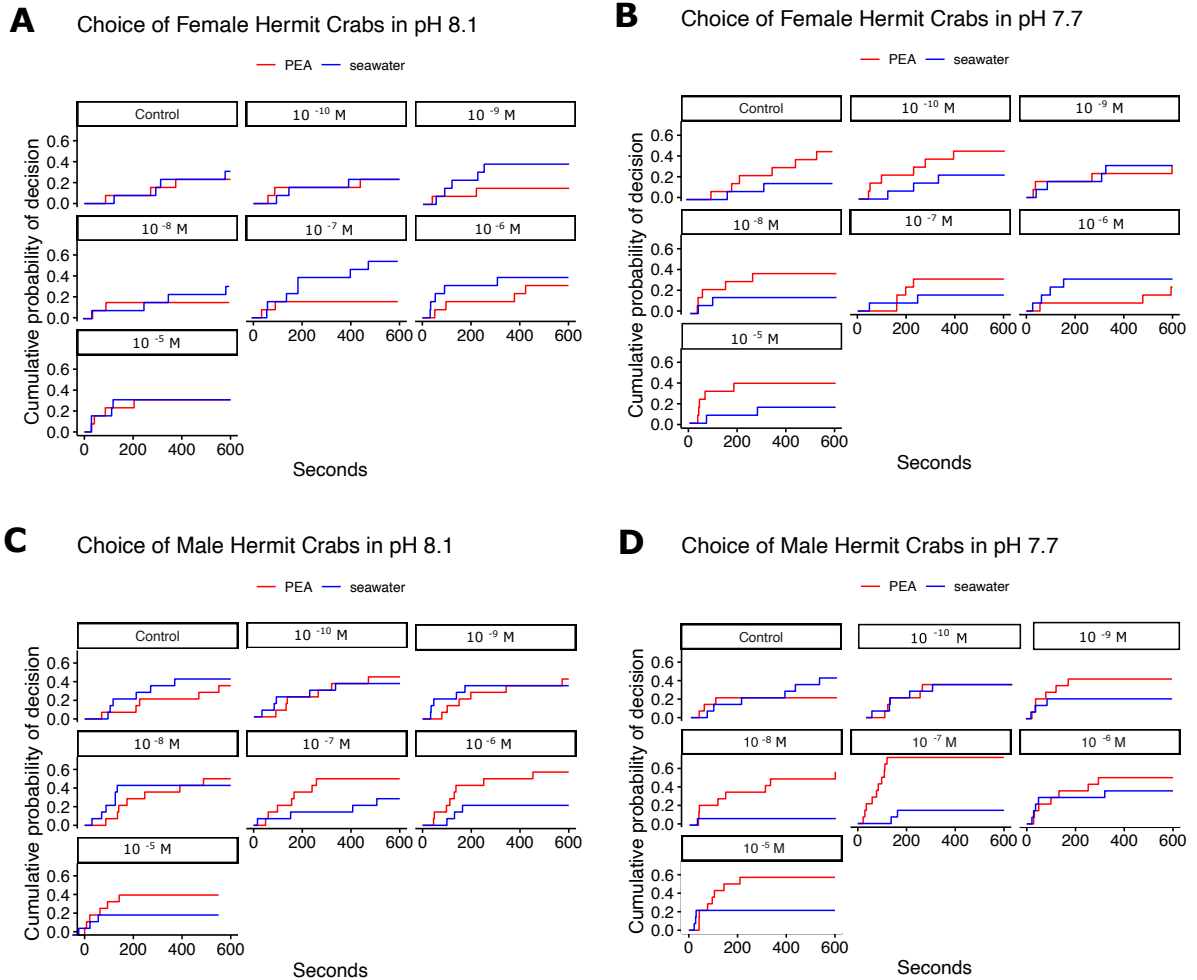 A Choice of Female Hermit Crabs in pH 8.1
PEA seawater
Cumulative probability of decision
Control 10 -10 M 10 -9 M
0.6
0.4
0.2
0.0
10 -8 M 10 -7 M 10 -6 M
0.6
0.4
0.2
0.0
0 200 400 600 0 200 400 600
10 -5 M
0.6
0.4
0.2
0.0
0 200 400 600
Seconds
B Choice of Female Hermit Crabs in pH 7.7
PEA seawater
Cumulative probability of decision
Control 10 -10 M 10 -9 M
0.6
0.4
0.2
0.0
10 -8 M 10 -7 M 10 -6 M
0.6
0.4
0.2
0.0
0 200 400 600 0 200 400 600
10 -5 M
0.6
0.4
0.2
0.0
0 200 400 600
Seconds
C Choice of Male Hermit Crabs in pH 8.1
PEA seawater
Cumulative probability of decision
Control 10 -10 M 10 -9 M
0.6
0.4
0.2
0.0
10 -8 M 10 -7 M 10 -6 M
0.6
0.4
0.2
0.0
0 200 400 600 0 200 400 600
10 -5 M
0.6
0.4
0.2
0.0
0 200 400 600
Seconds
D Choice of Male Hermit Crabs in pH 7.7
PEA seawater
Cumulative probability of decision
Control 10 -10 M 10 -9 M
0.6
0.4
0.2
0.0
10 -8 M 10 -7 M 10 -6 M
0.6
0.4
0.2
0.0
0 200 400 600 0 200 400 600
10 -5 M
0.6
0.4
0.2
0.0
0 200 400 600
Seconds